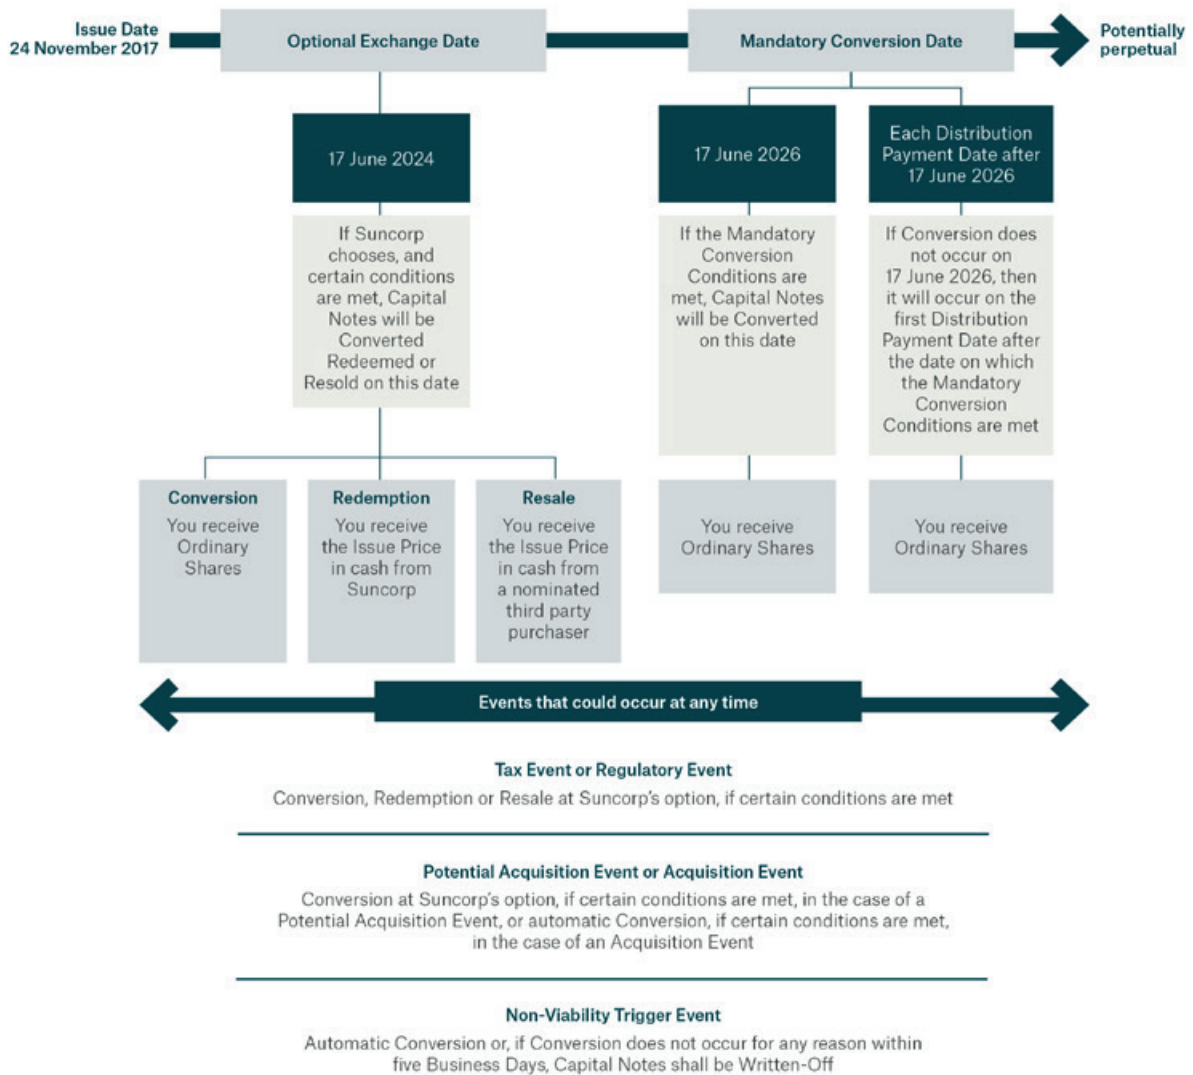 Issue Date
24 November 2017
Optional Exchange Date
Mandatory Conversion Date
Potentially
perpetual
17 June 2024
17 June 2026
Each Distribution
Payment Date after
17 June 2026
If Suncorp
chooses, and
certain conditions
are met, Capital
Notes will be
Converted
Redeemed or
Resold on this date
If the Mandatory
Conversion
Conditions are
met, Capital Notes
will be Converted
on this date
If Conversion does
not occur on
17 June 2026, then
it will occur on the
first Distribution
Payment Date after
the date on which
the Mandatory
Conversion
Conditions are met
Conversion
You receive
Ordinary
Shares
Redemption
You receive
the Issue Price
in cash from
Suncorp
Resale
You receive
the Issue Price
in cash from
a nominated
third party
purchaser
You receive
Ordinary Shares
You receive
Ordinary Shares
Events that could occur at any time
Tax Event or Regulatory Event
Conversion, Redemption or Resale at Suncorp's option, if certain conditions are met
Potential Acquisition Event or Acquisition Event
Conversion at Suncorp's option, if certain conditions are met, in the case of a
Potential Acquisition Event, or automatic Conversion, if certain conditions are met,
in the case of an Acquisition Event
Non-Viability Trigger Event
Automatic Conversion or, if Conversion does not occur for any reason within
five Business Days, Capital Notes shall be Written-Off